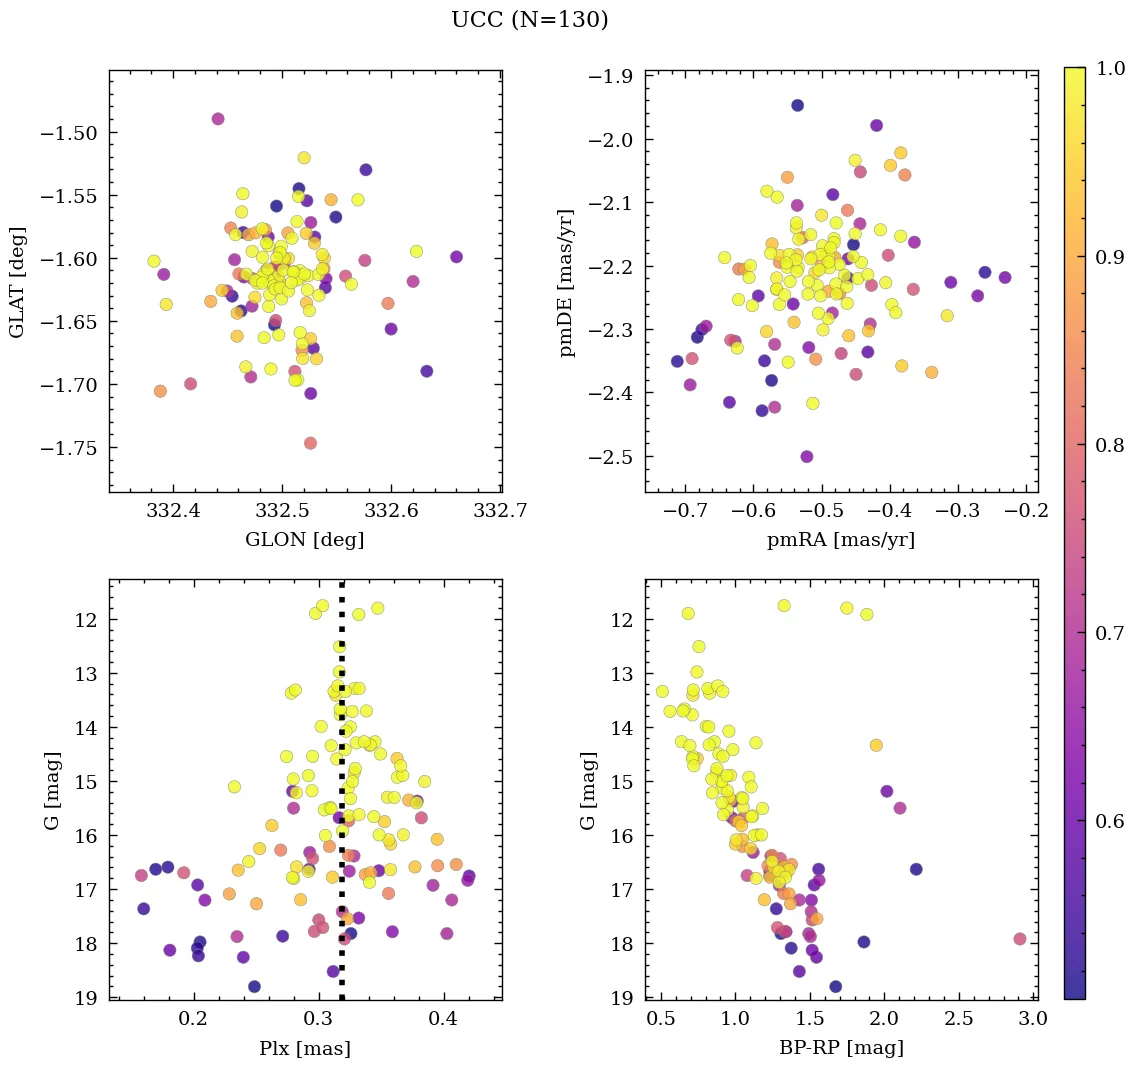 UCC (N=130)
−1.50
−1.55
−1.60
−1.65
−1.70
−1.75
GLAT [deg]
332.4 332.5 332.6 332.7
GLON [deg]
−1.9
−2.0
−2.1
−2.2
−2.3
−2.4
−2.5
pmDE [mas/yr]
−0.7 −0.6 −0.5 −0.4 −0.3 −0.2
pmRA [mas/yr]
12
13
14
15
16
17
18
19
G [mag]
0.2 0.3 0.4
Plx [mas]
12
13
14
15
16
17
18
19
G [mag]
0.5 1.0 1.5 2.0 2.5 3.0
BP-RP [mag]
1.0
0.9
0.8
0.7
0.6